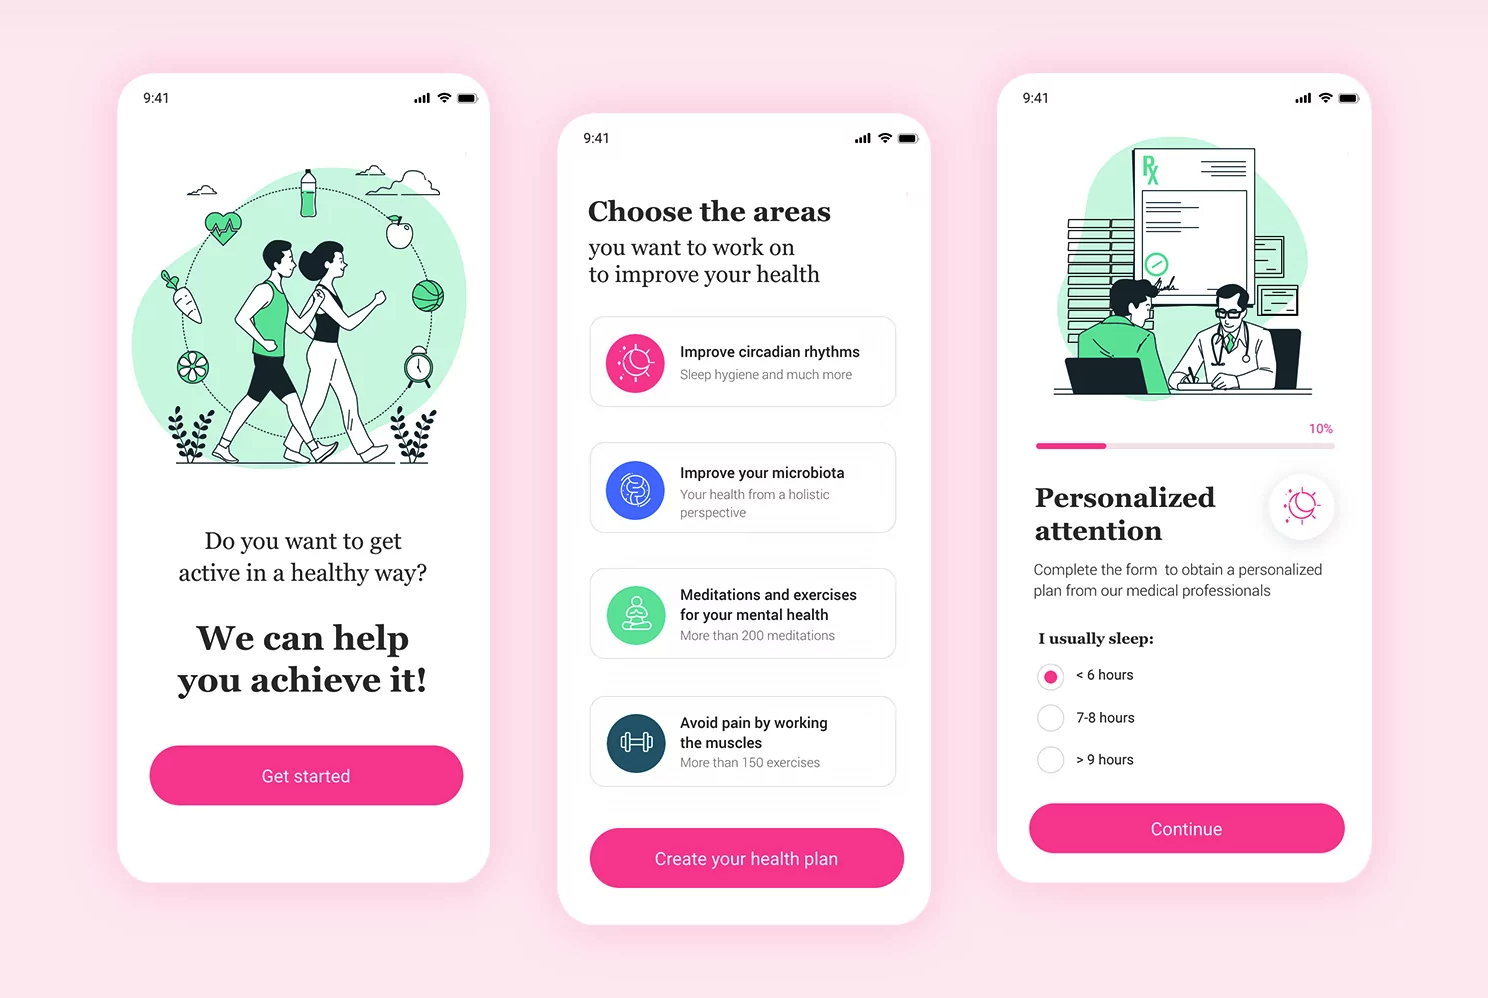 9:41
Do you want to get
active in a healthy way?
We can help
you achieve it!
Get started
9:41
Choose the areas
you want to work on
to improve your health
Improve circadian rhythms
Sleep hygiene and much more
Improve your microbiota
Your health from a holistic
perspective
Meditations and exercises
for your mental health
More than 200 meditations
Avoid pain by working
the muscles
More than 150 exercises
Create your health plan
9:41
RX
10%
Personalized
attention
Complete the form  to obtain a personalized
plan from our medical professionals
I usually sleep:
< 6 hours
7-8 hours
> 9 hours
Continue